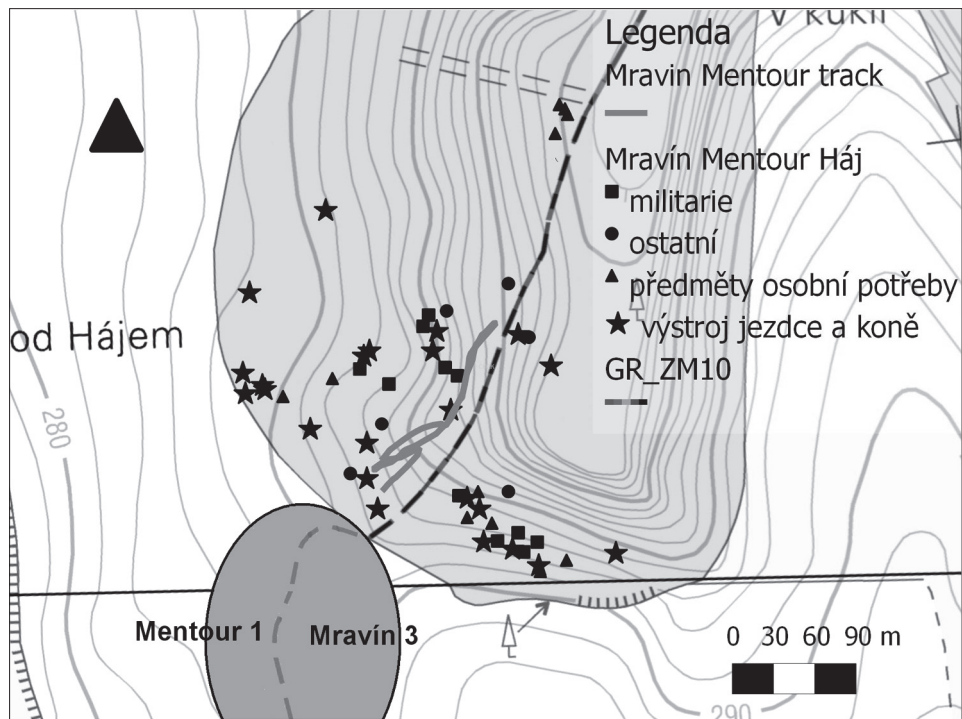 V Kukli
Legenda
Mravin Mentour track
Mravín Mentour Háj
militarie
ostatní
předměty osobní potřeby
výstroj jezdce a koně
GR_ZM10
od Hájem
280
Mentour 1
Mravín 3
0 30 60 90 m
290